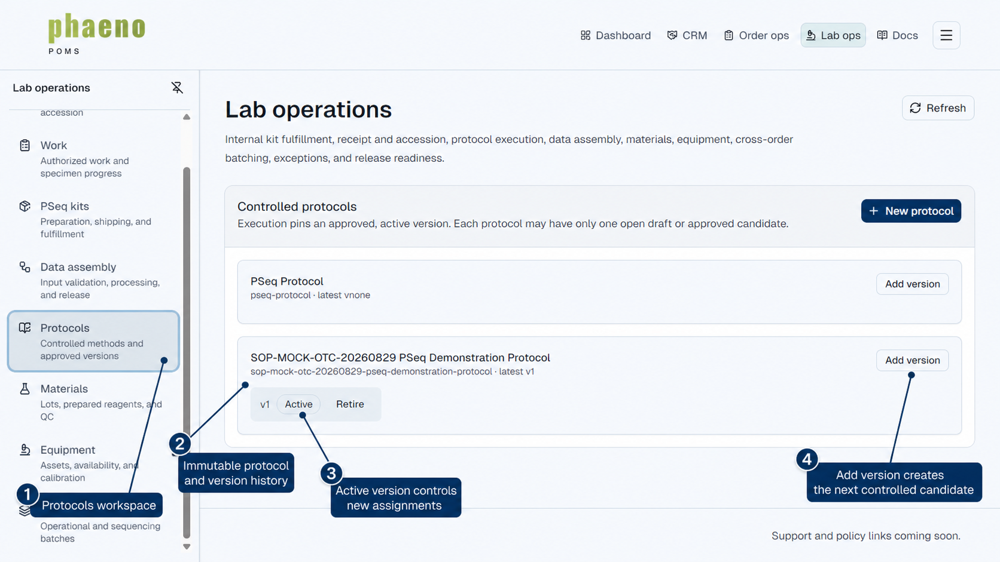 phaeno
POMS
Dashboard
CRM
Order ops
Lab ops
Docs
Lab operations
accession
Work
Authorized work and
specimen progress
PSeq kits
Preparation, shipping, and
fulfillment
Data assembly
Input validation, processing,
and release
Protocols
Controlled methods and
approved versions
Materials
Lots, prepared reagents, and
QC
Equipment
Assets, availability, and
calibration
Operational and sequencing
batches
Lab operations
Refresh
Internal kit fulfillment, receipt and accession, protocol execution, data assembly, materials, equipment, cross-order
batching, exceptions, and release readiness.
Controlled protocols
Execution pins an approved, active version. Each protocol may have only one open draft or approved candidate.
+ New protocol
PSeq Protocol
pseq-protocol · latest vnone
Add version
SOP-MOCK-OTC-20260829 PSeq Demonstration Protocol
sop-mock-otc-20260829-pseq-demonstration-protocol · latest v1
Add version
v1 Active Retire
1
Protocols workspace
2
Immutable protocol
and version history
3
Active version controls
new assignments
4
Add version creates
the next controlled candidate
Support and policy links coming soon.